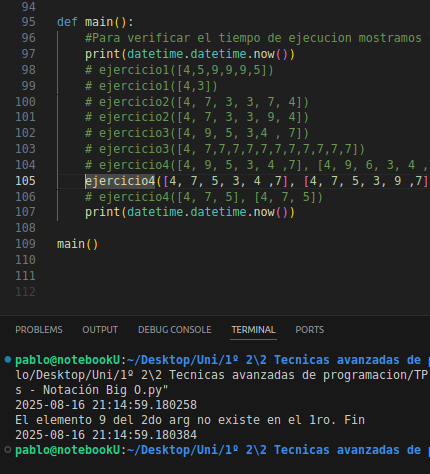 94
95 def main():
96 #Para verificar el tiempo de ejecucion mostramos
97 print(datetime.datetime.now())
98 # ejercicio1([4,5,9,9,9,5])
99 # ejercicio1([4,3])
100 # ejercicio2([4, 7, 3, 3, 7, 4])
101 # ejercicio2([4, 7, 3, 3, 9, 4])
102 # ejercicio3([4, 9, 5, 3,4 , 7])
103 # ejercicio3([4, 7,7,7,7,7,7,7,7,7,7,7])
104 # ejercicio4([4, 9, 5, 3, 4 ,7], [4, 9, 6, 3, 4 ,
105 ejercicio4([4, 7, 5, 3, 4 ,7], [4, 7, 5, 3, 9 ,7]
106 # ejercicio4([4, 7, 5], [4, 7, 5])
107 print(datetime.datetime.now())
108
109 main()
110
111
112
PROBLEMS OUTPUT DEBUG CONSOLE TERMINAL PORTS
pablo@notebookU:~/Desktop/Uni/1º 2\2 Tecnicas avanzadas de
lo/Desktop/Uni/1º 2\2 Tecnicas avanzadas de programacion/TP
s - Notación Big O.py"
2025-08-16 21:14:59.180258
El elemento 9 del 2do arg no existe en el 1ro. Fin
2025-08-16 21:14:59.180384
pablo@notebookU:~/Desktop/Uni/1º 2\2 Tecnicas avanzadas de